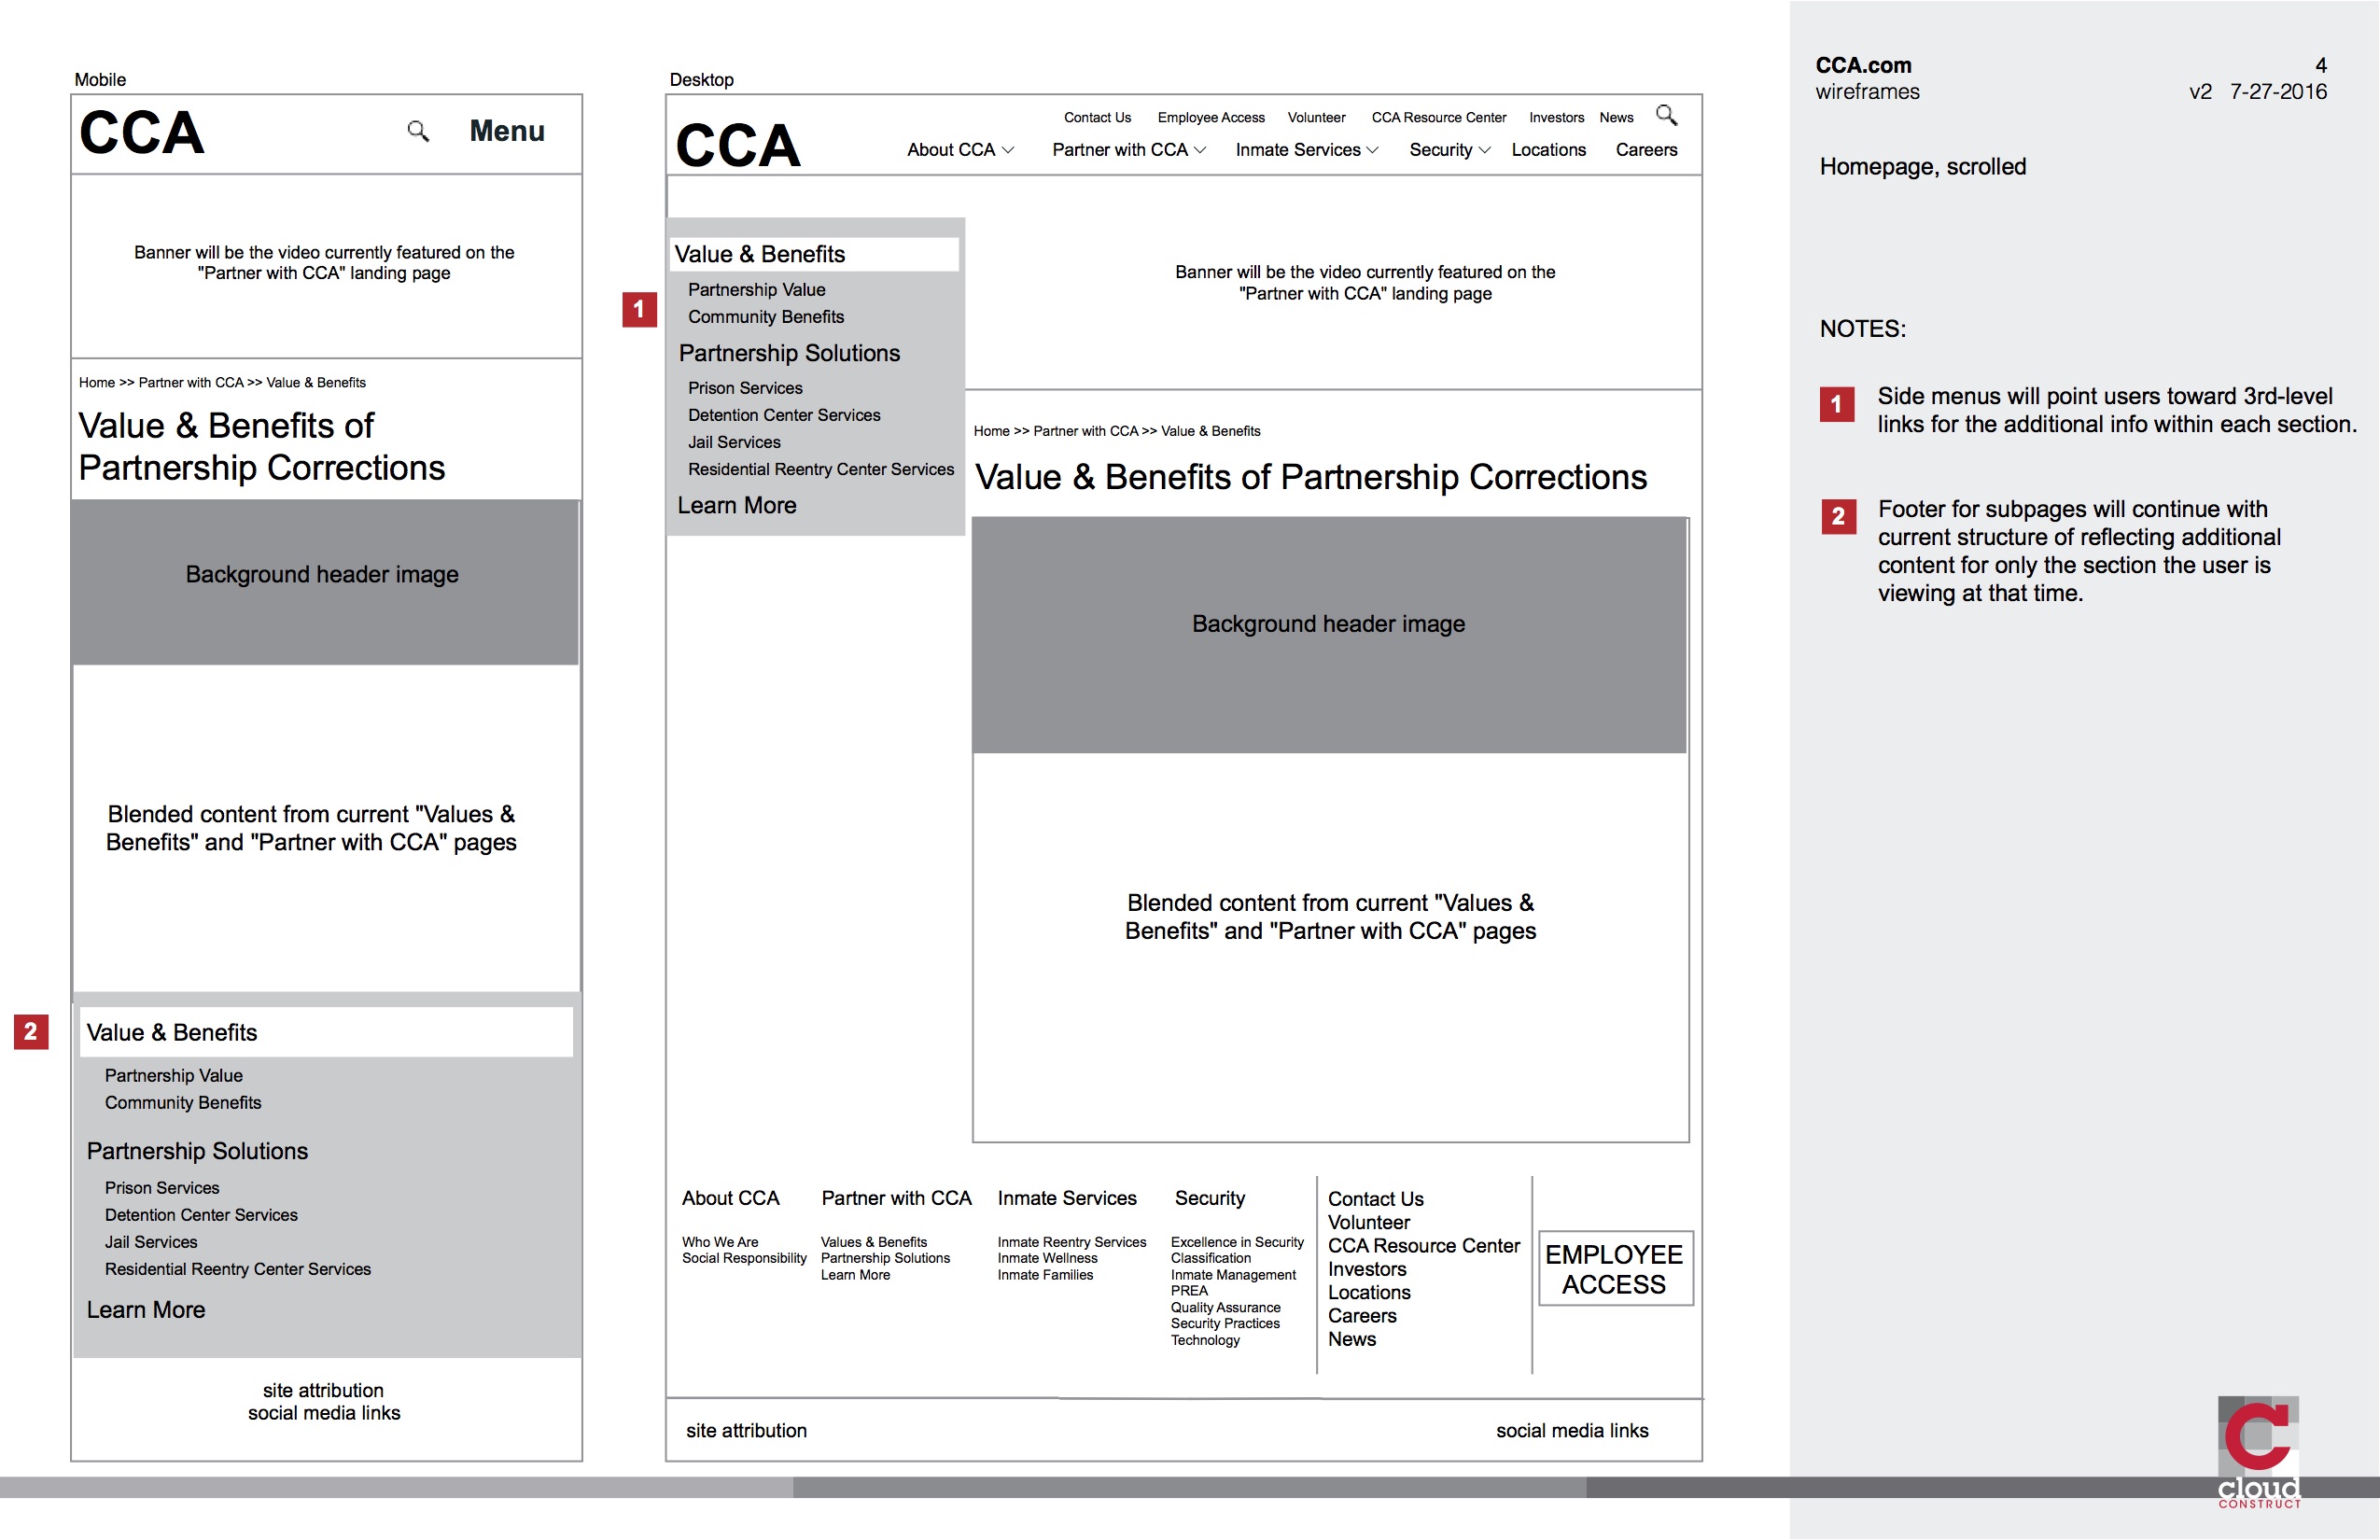 Mobile
CCA
Menu
Banner will be the video currently featured on the
"Partner with CCA" landing page
Home >> Partner with CCA >> Value & Benefits
Value & Benefits of
Partnership Corrections
Background header image
Blended content from current "Values &
Benefits" and "Partner with CCA" pages
2
Value & Benefits
Partnership Value
Community Benefits
Partnership Solutions
Prison Services
Detention Center Services
Jail Services
Residential Reentry Center Services
Learn More
site attribution
social media links
Desktop
CCA
Contact Us Employee Access Volunteer CCA Resource Center Investors News
About CCA Partner with CCA Inmate Services Security Locations Careers
1
Value & Benefits
Partnership Value
Community Benefits
Partnership Solutions
Prison Services
Detention Center Services
Jail Services
Residential Reentry Center Services
Learn More
Banner will be the video currently featured on the
"Partner with CCA" landing page
Home >> Partner with CCA >> Value & Benefits
Value & Benefits of Partnership Corrections
Background header image
Blended content from current "Values &
Benefits" and "Partner with CCA" pages
About CCA
Who We Are
Social Responsibility
Partner with CCA
Values & Benefits
Partnership Solutions
Learn More
Inmate Services
Inmate Reentry Services
Inmate Wellness
Inmate Families
Security
Excellence in Security
Classification
Inmate Management
PREA
Quality Assurance
Security Practices
Technology
Contact Us
Volunteer
CCA Resource Center
Investors
Locations
Careers
News
EMPLOYEE
ACCESS
site attribution
social media links
CCA.com 4
wireframes v2 7-27-2016
Homepage, scrolled
NOTES:
1 Side menus will point users toward 3rd-level
links for the additional info within each section.
2 Footer for subpages will continue with
current structure of reflecting additional
content for only the section the user is
viewing at that time.
cloud
CONSTRUCT